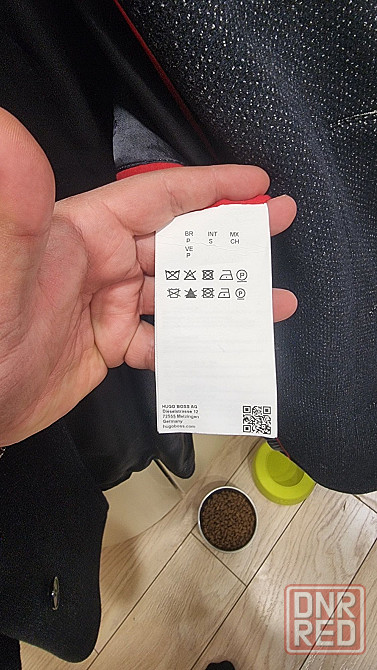 BR INT MX
P S CH
VE
P
P
P
HUGO BOSS AG
Dieselstrasse 12
72555 Metzingen
Germany
hugoboss.com
DNR
RED